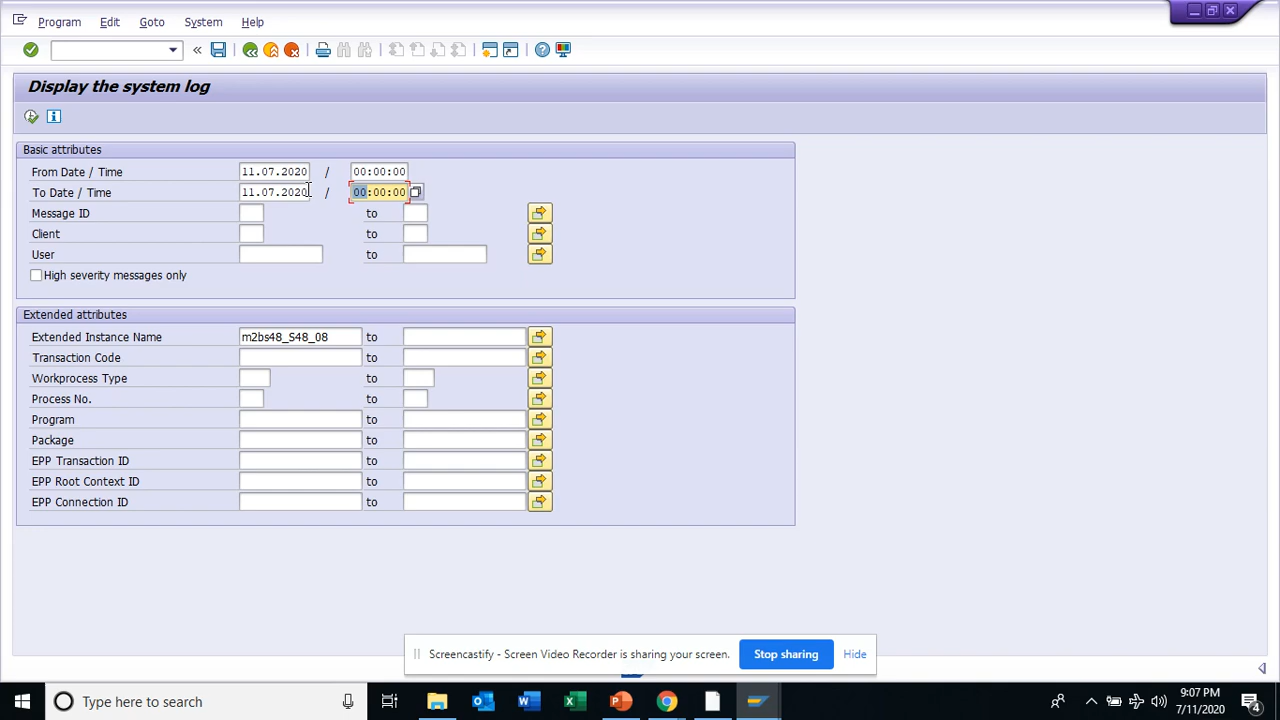 Program Edit Goto System Help
Display the system log
Basic attributes
From Date / Time 11.07.2020 / 00:00:00
To Date / Time 11.07.2020 / 00:00:00
Message ID to
Client to
User to
High severity messages only
Extended attributes
Extended Instance Name m2bs48_S48_08 to
Transaction Code to
Workprocess Type to
Process No. to
Program to
Package to
EPP Transaction ID to
EPP Root Context ID to
EPP Connection ID to
Screencastify - Screen Video Recorder is sharing your screen. Stop sharing Hide
Type here to search
9:07 PM
7/11/2020
4